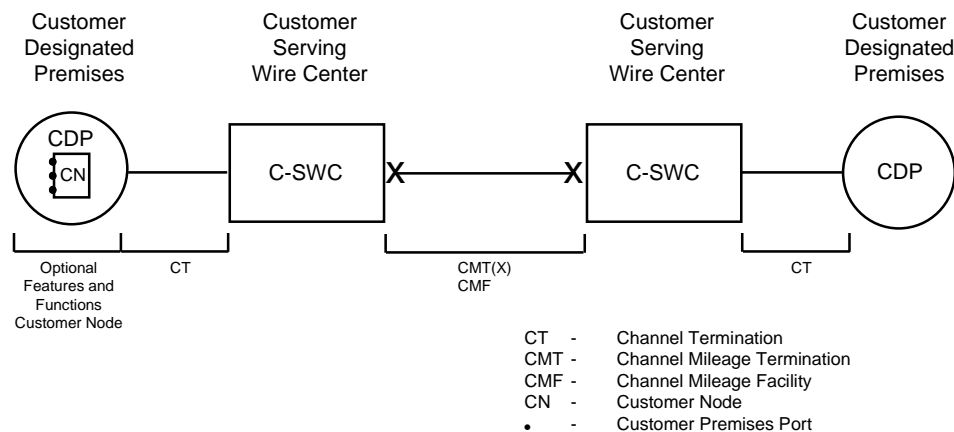 Customer
Designated
Premises
Customer
Serving
Wire Center
Customer
Serving
Wire Center
Customer
Designated
Premises
CDP
CN
C-SWC
X
X
C-SWC
CDP
Optional
Features and
Functions
Customer Node
CT
CMT(X)
CMF
CT
CT - Channel Termination
CMT - Channel Mileage Termination
CMF - Channel Mileage Facility
CN - Customer Node
• - Customer Premises Port